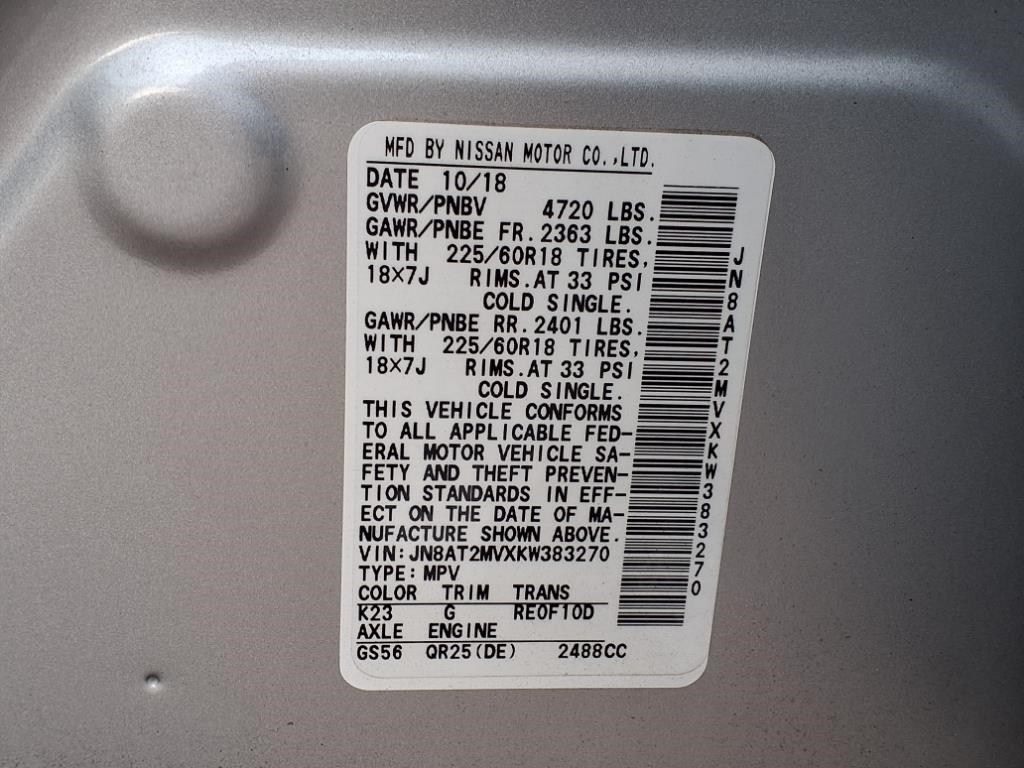 MFD BY NISSAN MOTOR CO.,LTD.
DATE 10/18
GVWR/PNBV 4720 LBS.
GAWR/PNBE FR.2363 LBS.
WITH 225/60R18 TIRES,
18×7J RIMS.AT 33 PSI
COLD SINGLE.
GAWR/PNBE RR.2401 LBS.
WITH 225/60R18 TIRES,
18×7J RIMS.AT 33 PSI
COLD SINGLE.
THIS VEHICLE CONFORMS
TO ALL APPLICABLE FED-
ERAL MOTOR VEHICLE SA-
FETY AND THEFT PREVEN-
TION STANDARDS IN EFF-
ECT ON THE DATE OF MA-
NUFACTURE SHOWN ABOVE.
VIN:JN8AT2MVXKW383270
TYPE:MPV
COLOR TRIM TRANS
K23 G RE0F10D
AXLE ENGINE
GS56 QR25(DE) 2488CC
JN8AT2MVXKW383270